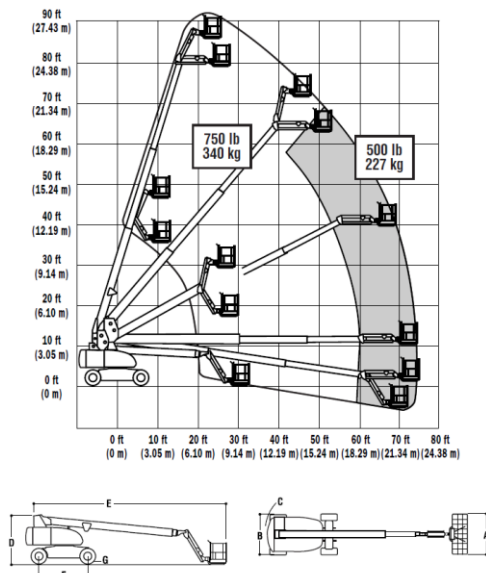 90 ft
(27.43 m)
80 ft
(24.38 m)
70 ft
(21.34 m)
60 ft
(18.29 m)
50 ft
(15.24 m)
40 ft
(12.19 m)
30 ft
(9.14 m)
20 ft
(6.10 m)
10 ft
(3.05 m)
0 ft
(0 m)
750 lb
340 kg
500 lb
227 kg
0 ft 10 ft 20 ft 30 ft 40 ft 50 ft 60 ft 70 ft 80 ft
(0 m) (3.05 m) (6.10 m) (9.14 m) (12.19 m) (15.24 m) (18.29 m) (21.34 m) (24.38 m)
E
D
G
C
B
A